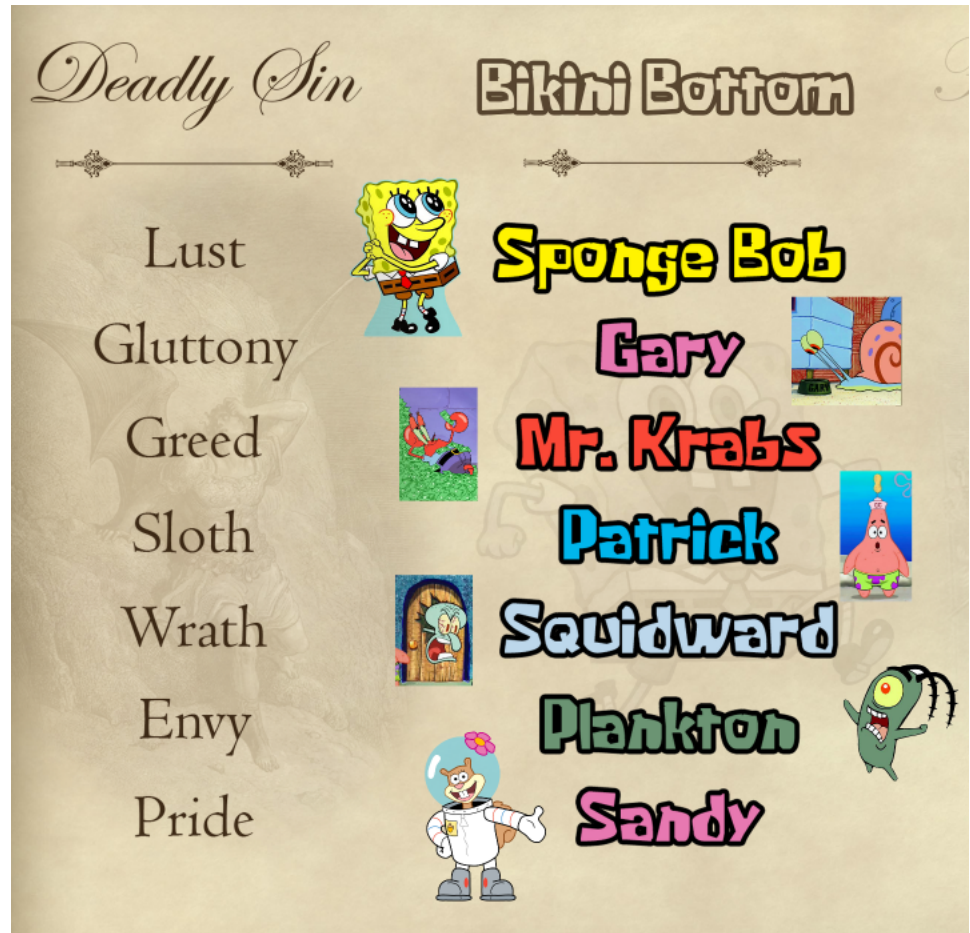 Deadly Sin Bikini Bottom
Lust Sponge Bob
Gluttony Gary
GARY
Greed Mr. Krabs
Sloth Patrick
Wrath Squidward
Envy Plankton
Pride Sandy